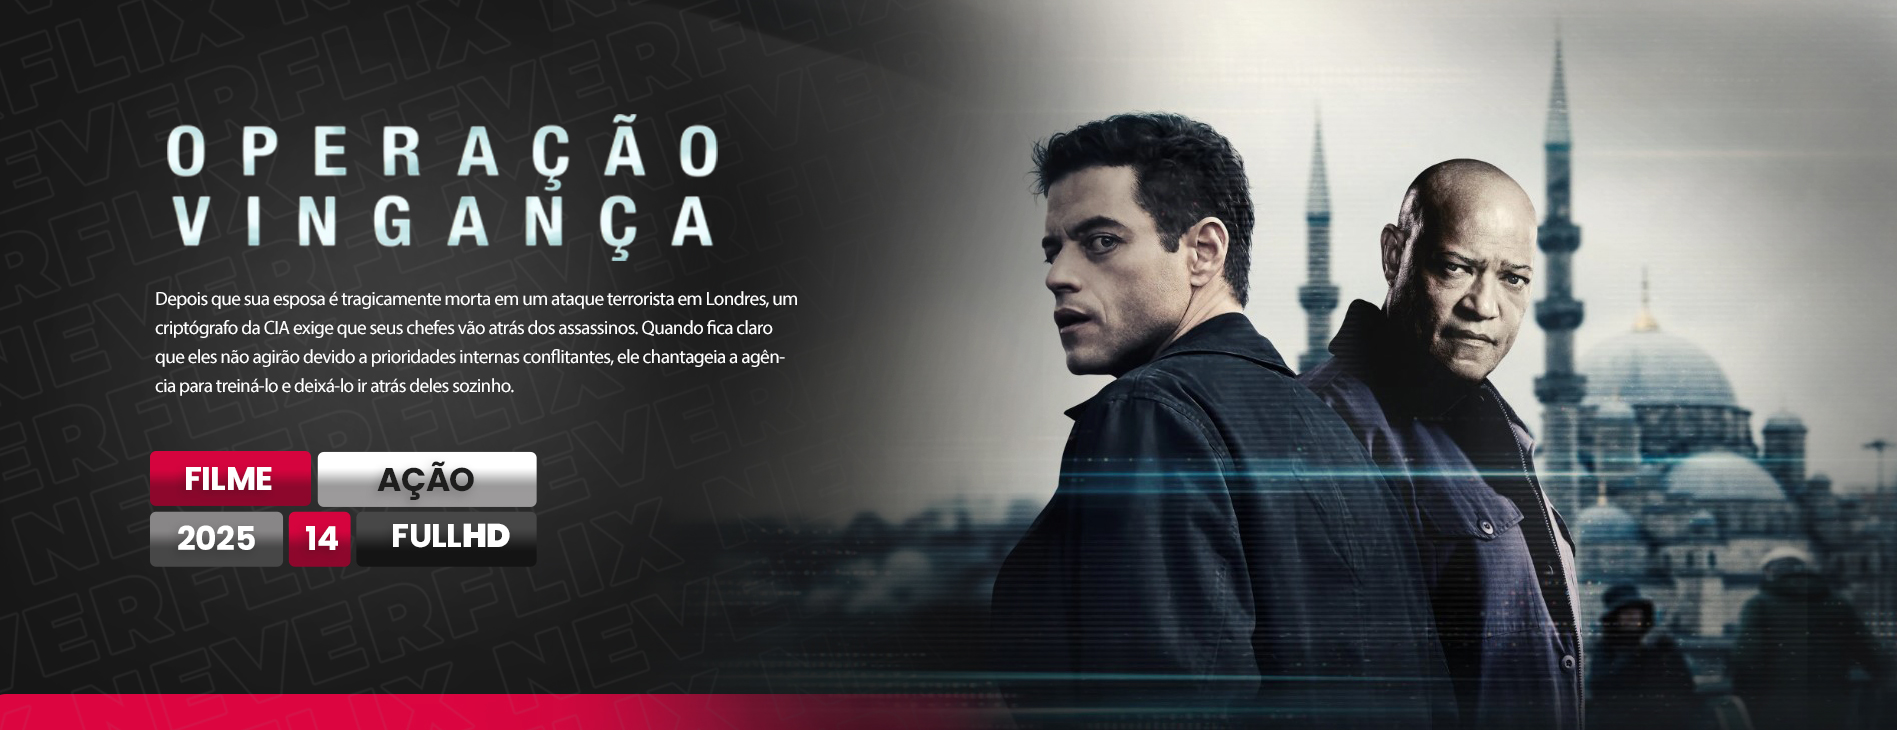 OPERAÇÃO
VINGANÇA
Depois que sua esposa é tragicamente morta em um ataque terrorista em Londres, um
criptógrafo da CIA exige que seus chefes vão atrás dos assassinos. Quando fica claro
que eles não agirão devido a prioridades internas conflitantes, ele chantageia a agên-
cia para treiná-lo e deixá-lo ir atrás deles sozinho.
FILME
AÇÃO
2025
14
FULLHD
NEVERFLIX